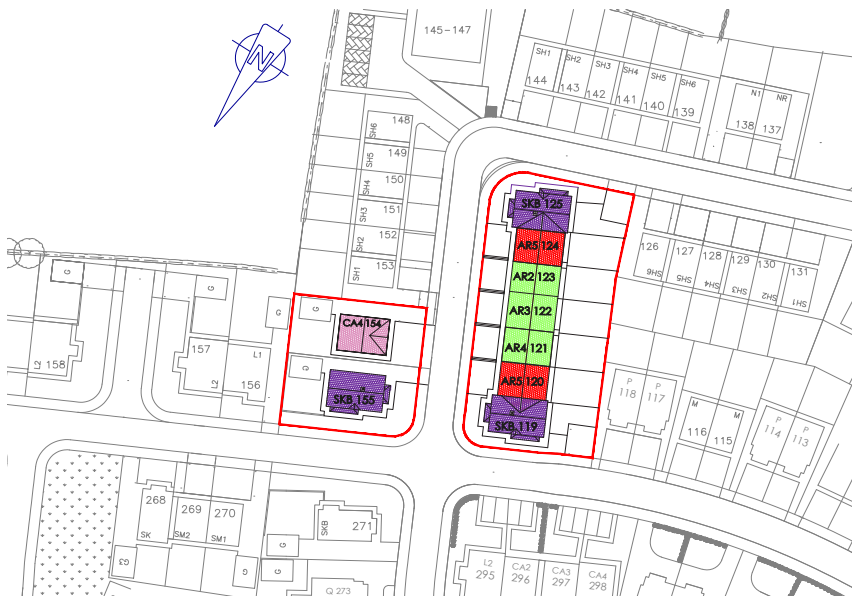 N
145-147
SH1
144
SH2
143
SH3
142
SH4
141
SH5
140
SH6
139
N1
138
NR
137
SH6
148
SH5
149
SH4
150
SH3
151
SH2
152
SH1
153
SKB 125
AR5 124
AR2 123
AR3 122
AR4 121
AR5 120
SKB 119
126
SH6
127
SH5
128
SH4
129
SH3
130
SH2
131
SH1
G
G
G
G
CA4 154
SKB 155
L2
158
157
L2
L1
156
P
118
P
117
M
116
M
115
P
114
P
113
268
SK
269
SM2
270
SM1
G
SKB
271
G3
G
G
Q 273
L2
295
CA2
296
CA3
297
CA4
298